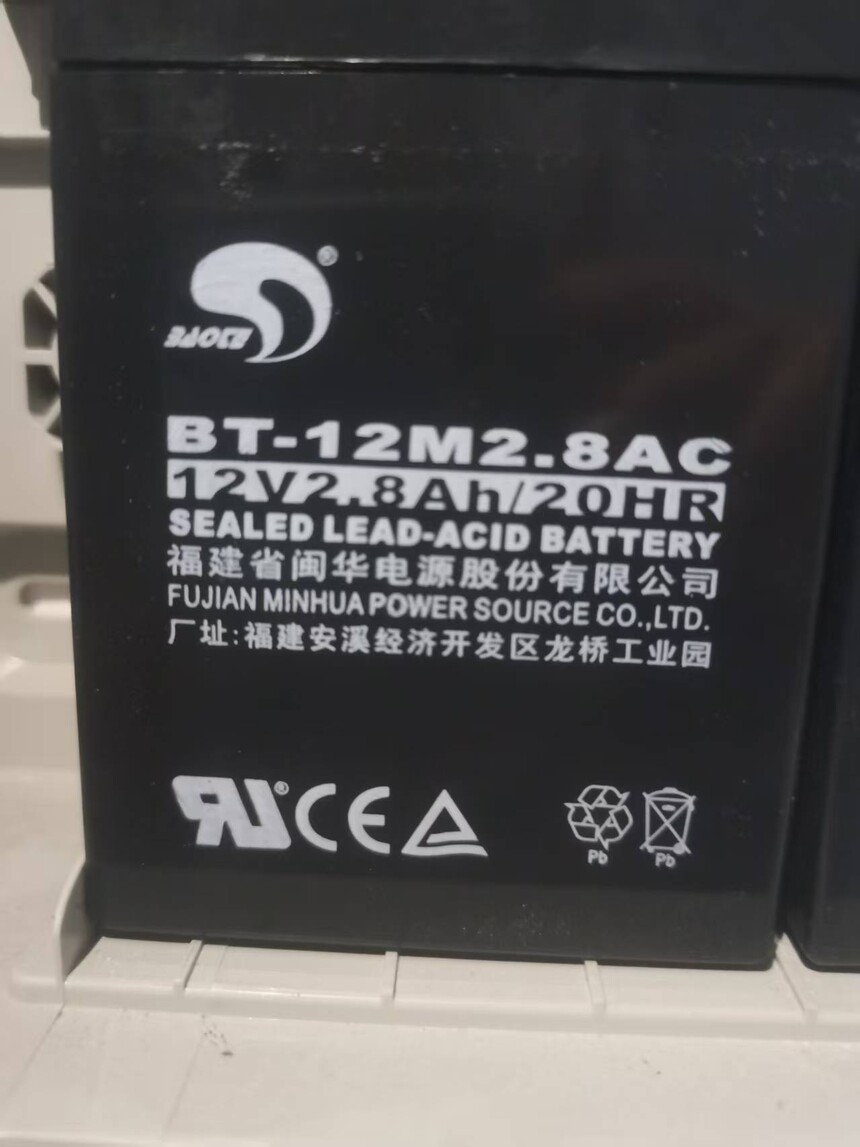 BT-12M2.8AC
12V2.8Ah/20HR
SEALED LEAD-ACID BATTERY
福建省闽华电源股份有限公司
FUJIAN MINHUA POWER SOURCE CO.,LTD.
厂址:福建安溪经济开发区龙桥工业园
CE
Pb
Pb